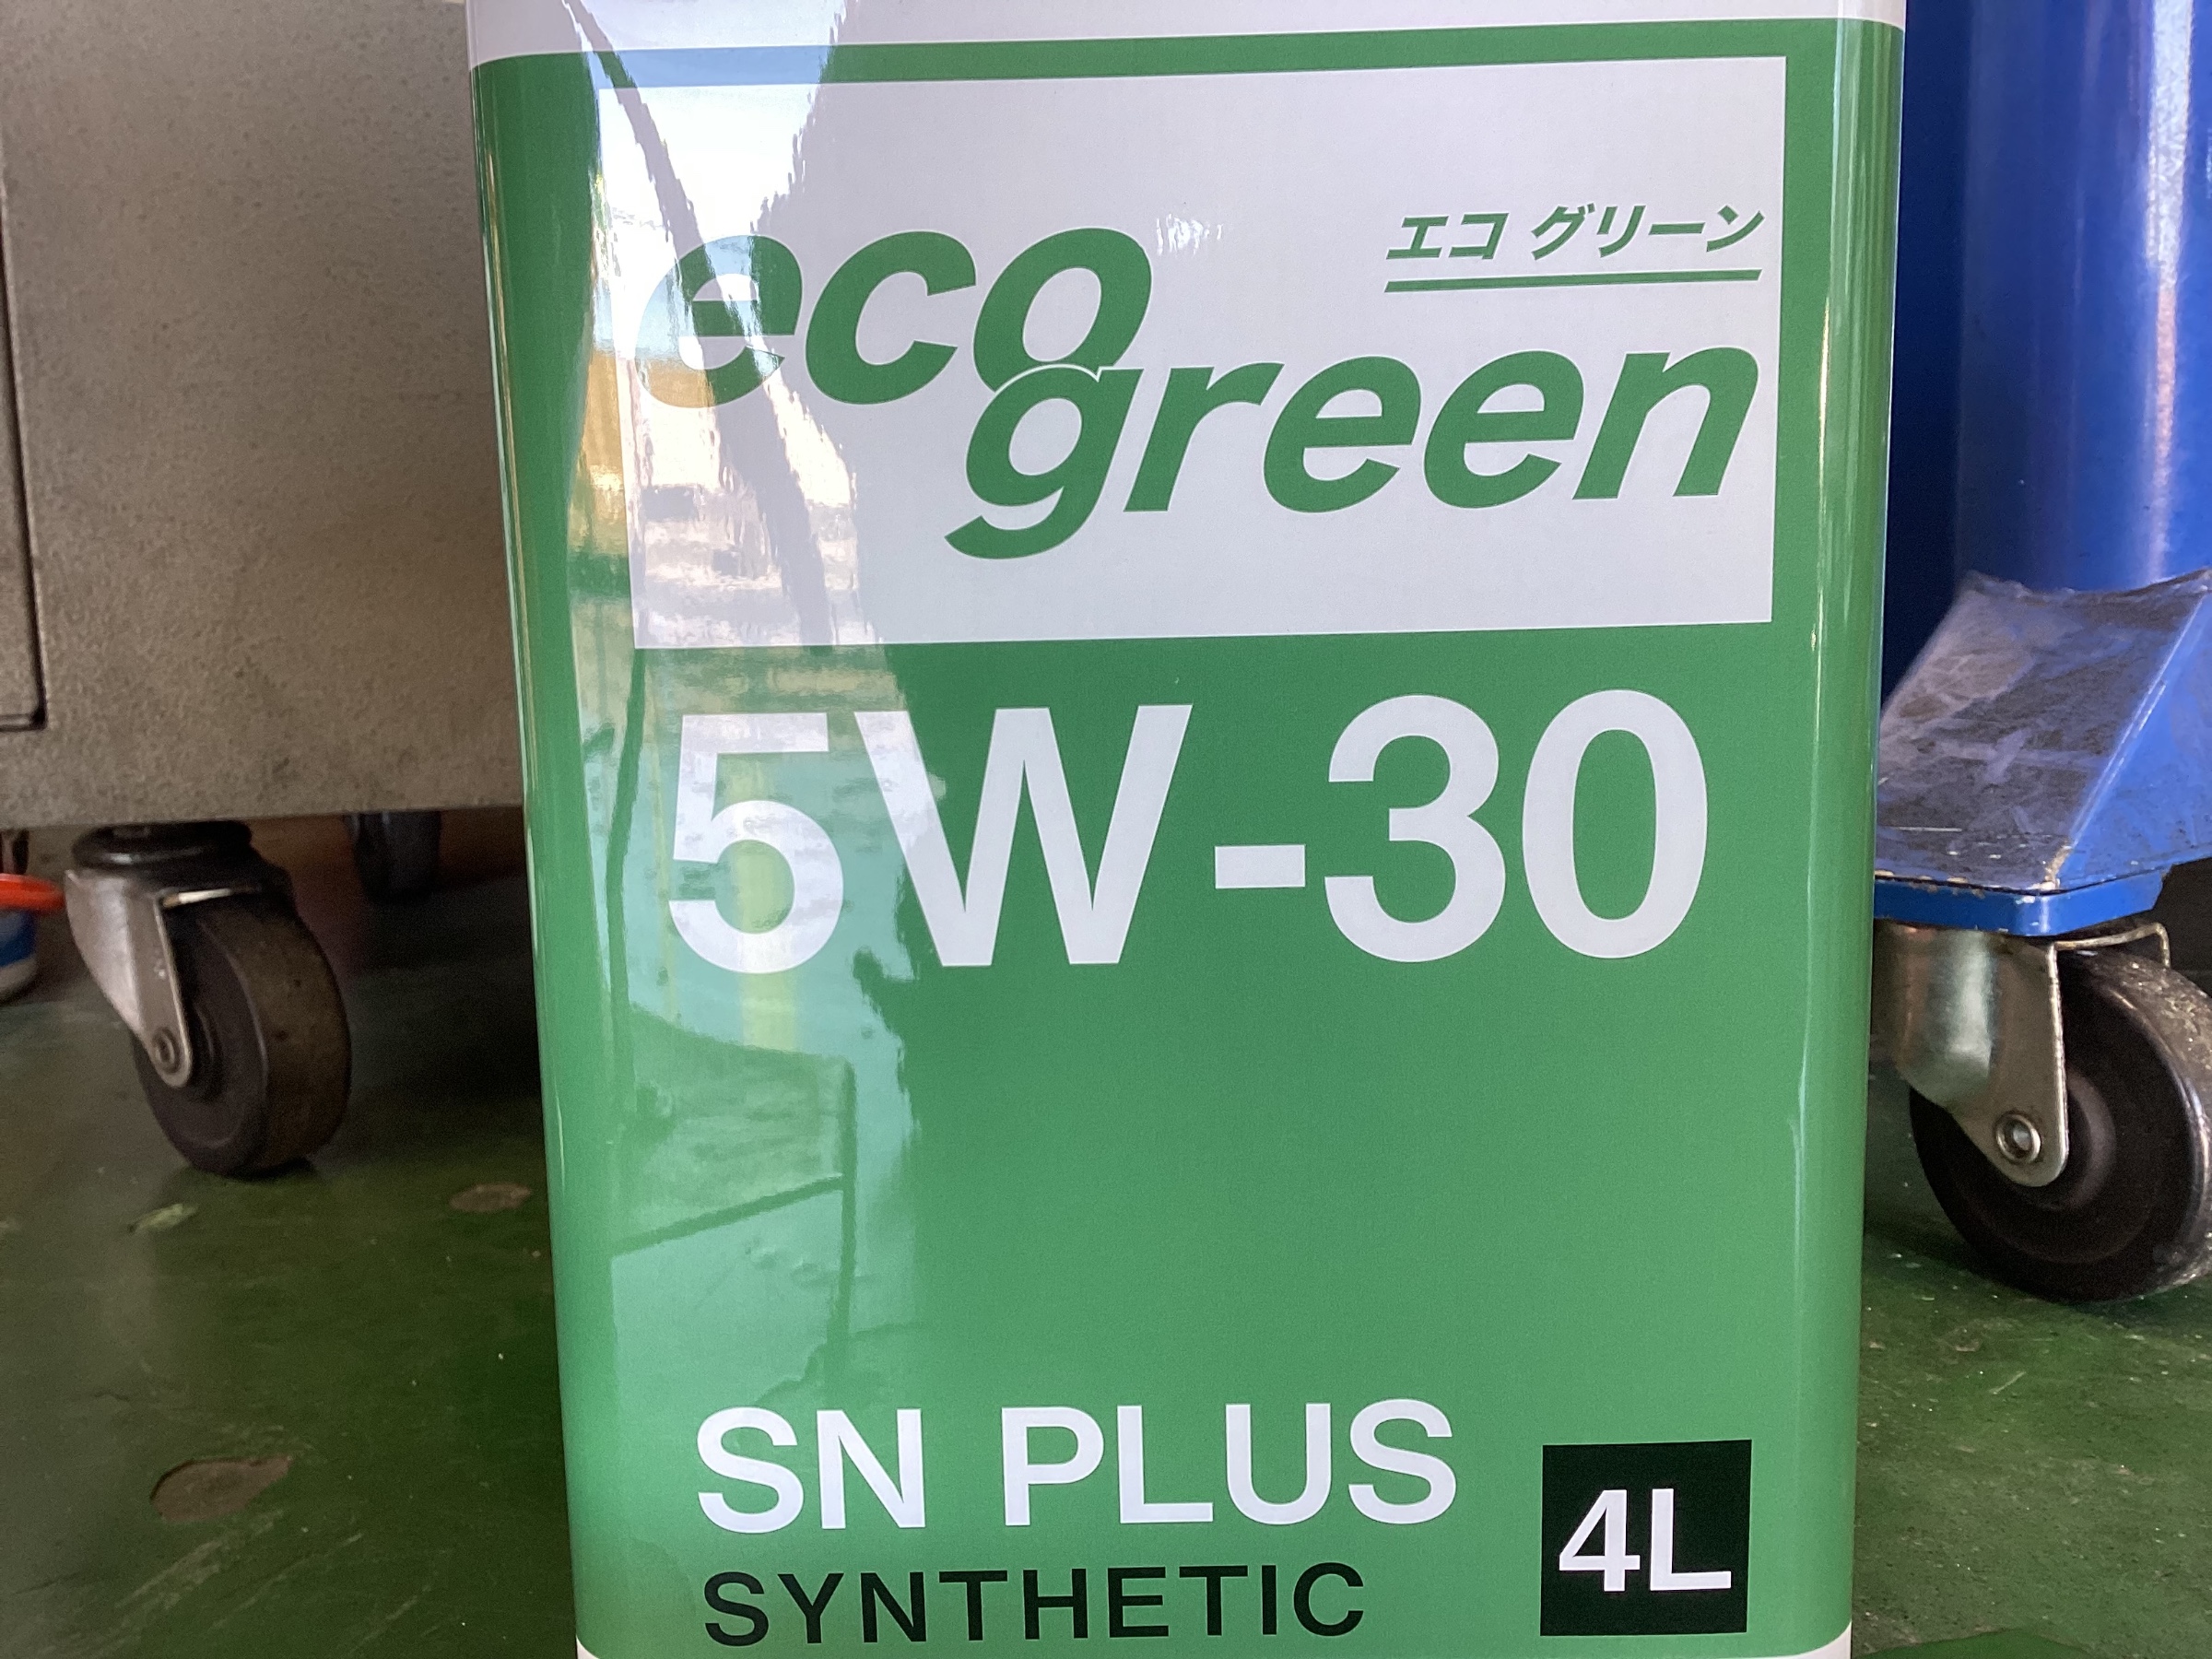 エコ グリーン
eco
green
5W-30
SN PLUS
SYNTHETIC
4L